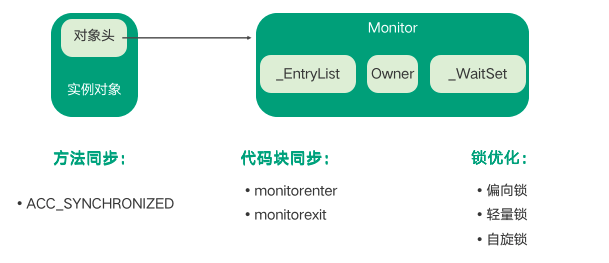 对象头
实例对象
Monitor
_EntryList
Owner
_WaitSet
方法同步：
• ACC_SYNCHRONIZED
代码块同步：
• monitorenter
• monitorexit
锁优化：
• 偏向锁
• 轻量锁
• 自旋锁